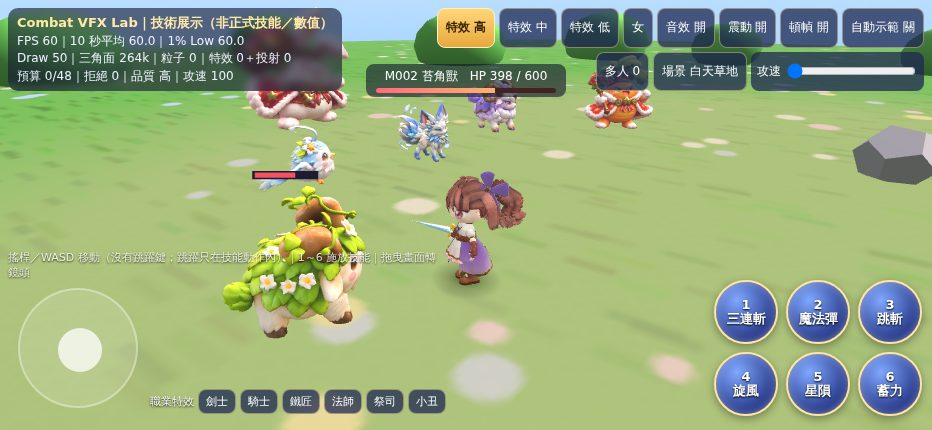 Combat VFX Lab｜技術展示（非正式技能／數值）
FPS 60｜10 秒平均 60.0｜1% Low 60.0
Draw 50｜三角面 264k｜粒子 0｜特效 0＋投射 0
預算 0/48｜拒絕 0｜品質 高｜攻速 100
特效 高
特效 中
特效 低
女
音效 開
震動 開
頓幀 開
自動示範 關
多人 0
場景 白天草地
攻速
M002 苔角獸 HP 398 / 600
搖桿／WASD 移動（沒有跳躍鍵；跳躍只在技能動作內）｜1～6 施放技能｜拖曳畫面轉
鏡頭
1
三連斬
2
魔法彈
3
跳斬
4
旋風
5
星隕
6
蓄力
職業特效
劍士
騎士
鐵匠
法師
祭司
小丑